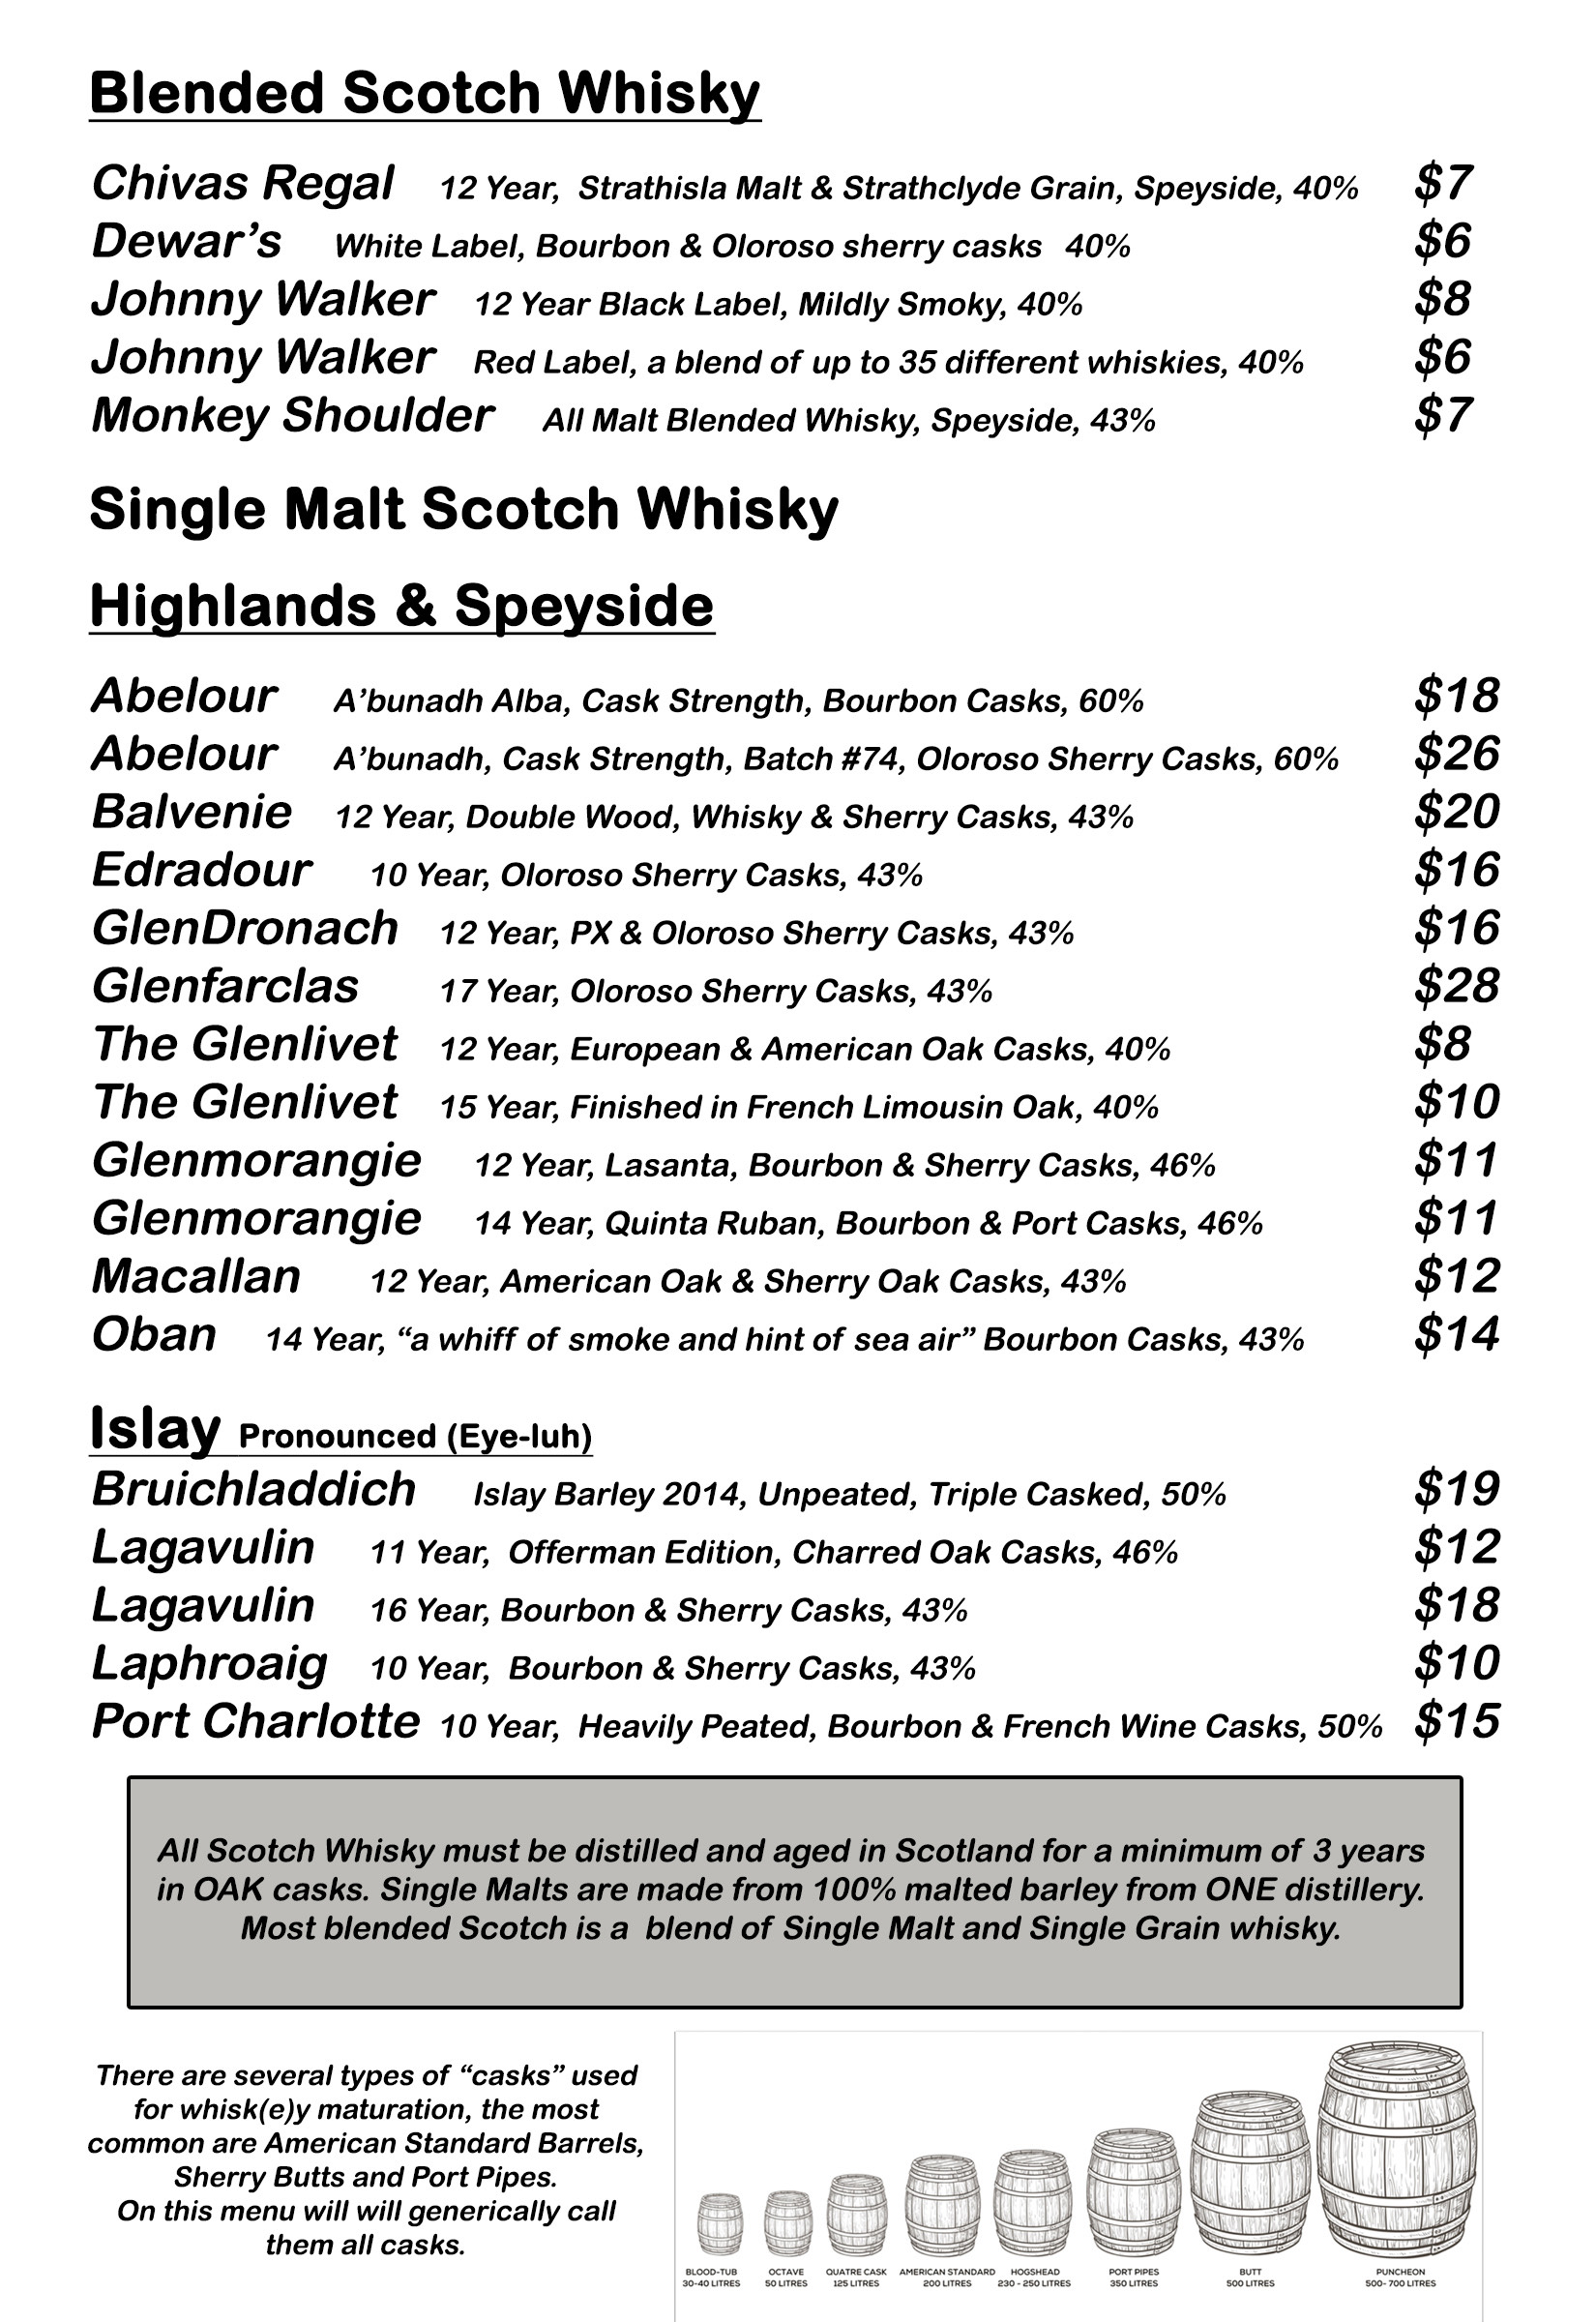 Blended Scotch Whisky
Chivas Regal 12 Year, Strathisla Malt & Strathclyde Grain, Speyside, 40% $7
Dewar’s White Label, Bourbon & Oloroso sherry casks 40% $6
Johnny Walker 12 Year Black Label, Mildly Smoky, 40% $8
Johnny Walker Red Label, a blend of up to 35 different whiskies, 40% $6
Monkey Shoulder All Malt Blended Whisky, Speyside, 43% $7
Single Malt Scotch Whisky
Highlands & Speyside
Abelour A’bunadh Alba, Cask Strength, Bourbon Casks, 60% $18
Abelour A’bunadh, Cask Strength, Batch #74, Oloroso Sherry Casks, 60% $26
Balvenie 12 Year, Double Wood, Whisky & Sherry Casks, 43% $20
Edradour 10 Year, Oloroso Sherry Casks, 43% $16
GlenDronach 12 Year, PX & Oloroso Sherry Casks, 43% $16
Glenfarclas 17 Year, Oloroso Sherry Casks, 43% $28
The Glenlivet 12 Year, European & American Oak Casks, 40% $8
The Glenlivet 15 Year, Finished in French Limousin Oak, 40% $10
Glenmorangie 12 Year, Lasanta, Bourbon & Sherry Casks, 46% $11
Glenmorangie 14 Year, Quinta Ruban, Bourbon & Port Casks, 46% $11
Macallan 12 Year, American Oak & Sherry Oak Casks, 43% $12
Oban 14 Year, “a whiff of smoke and hint of sea air” Bourbon Casks, 43% $14
Islay Pronounced (Eye-luh)
Bruichladdich Islay Barley 2014, Unpeated, Triple Casked, 50% $19
Lagavulin 11 Year, Offerman Edition, Charred Oak Casks, 46% $12
Lagavulin 16 Year, Bourbon & Sherry Casks, 43% $18
Laphroaig 10 Year, Bourbon & Sherry Casks, 43% $10
Port Charlotte 10 Year, Heavily Peated, Bourbon & French Wine Casks, 50% $15
All Scotch Whisky must be distilled and aged in Scotland for a minimum of 3 years
in OAK casks. Single Malts are made from 100% malted barley from ONE distillery.
Most blended Scotch is a blend of Single Malt and Single Grain whisky.
There are several types of “casks” used
for whisk(e)y maturation, the most
common are American Standard Barrels,
Sherry Butts and Port Pipes.
On this menu will will generically call
them all casks.
BLOOD-TUB OCTAVE QUATRE CASK AMERICAN STANDARD HOGSHEAD PORT PIPES BUTT PUNCHEON
30-40 LITRES 50 LITRES 125 LITRES 200 LITRES 230 - 250 LITRES 350 LITRES 500 LITRES 500- 700 LITRES